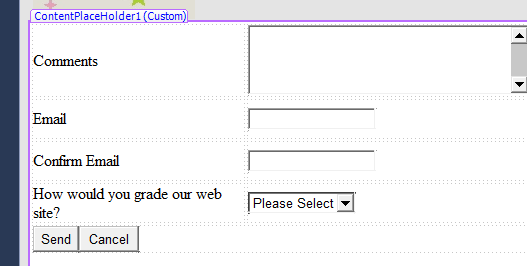 ContentPlaceHolder1 (Custom)
Comments
Email
Confirm Email
How would you grade our web
site?
Please Select
Send Cancel